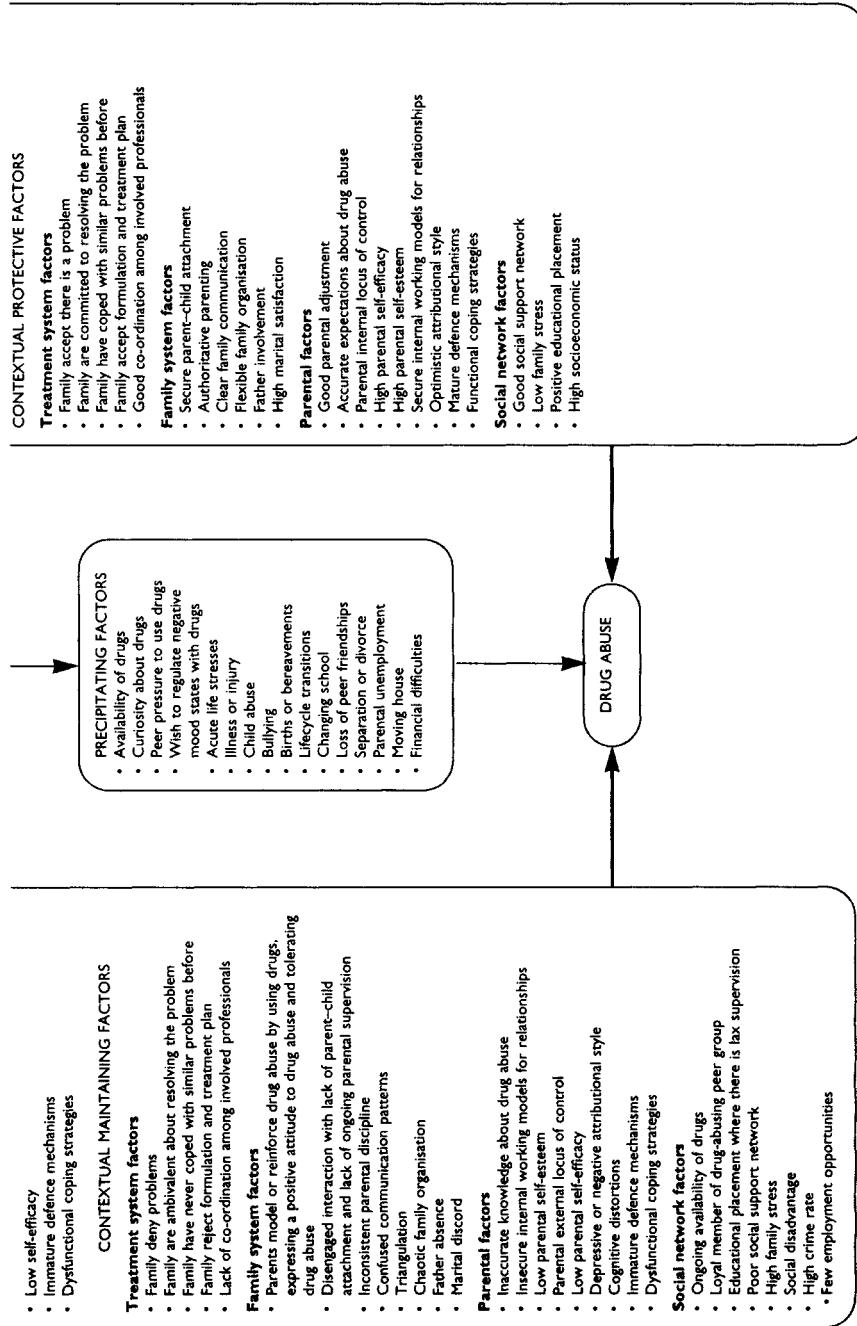 • Low self-efficacy
• Immature defence mechanisms
• Dysfunctional coping strategies
CONTEXTUAL MAINTAINING FACTORS
Treatment system factors
• Family deny problems
• Family are ambivalent about resolving the problem
• Family have never coped with similar problems before
• Family reject formulation and treatment plan
• Lack of co-ordination among involved professionals
Family system factors
• Parents model or reinforce drug abuse by using drugs,
expressing a positive attitude to drug abuse and tolerating
drug abuse
• Disengaged interaction with lack of parent–child
attachment and lack of ongoing parental supervision
• Inconsistent parental discipline
• Confused communication patterns
• Triangulation
• Chaotic family organisation
• Father absence
• Marital discord
Parental factors
• Inaccurate knowledge about drug abuse
• Insecure internal working models for relationships
• Low parental self-esteem
• Parental external locus of control
• Low parental self-efficacy
• Depressive or negative attributional style
• Cognitive distortions
• Immature defence mechanisms
• Dysfunctional coping strategies
Social network factors
• Ongoing availability of drugs
• Loyal member of drug-abusing peer group
• Educational placement where there is lax supervision
• Poor social support network
• High family stress
• Social disadvantage
• High crime rate
• Few employment opportunities
PRECIPITATING FACTORS
• Availability of drugs
• Curiosity about drugs
• Peer pressure to use drugs
• Wish to regulate negative
mood states with drugs
• Acute life stresses
• Illness or injury
• Child abuse
• Bullying
• Births or bereavements
• Lifecycle transitions
• Changing school
• Loss of peer friendships
• Separation or divorce
• Parental unemployment
• Moving house
• Financial difficulties
DRUG ABUSE
CONTEXTUAL PROTECTIVE FACTORS
Treatment system factors
• Family accept there is a problem
• Family are committed to resolving the problem
• Family have coped with similar problems before
• Family accept formulation and treatment plan
• Good co-ordination among involved professionals
Family system factors
• Secure parent–child attachment
• Authoritative parenting
• Clear family communication
• Flexible family organisation
• Father involvement
• High marital satisfaction
Parental factors
• Good parental adjustment
• Accurate expectations about drug abuse
• Parental internal locus of control
• High parental self-efficacy
• High parental self-esteem
• Secure internal working models for relationships
• Optimistic attributional style
• Mature defence mechanisms
• Functional coping strategies
Social network factors
• Good social support network
• Low family stress
• Positive educational placement
• High socioeconomic status